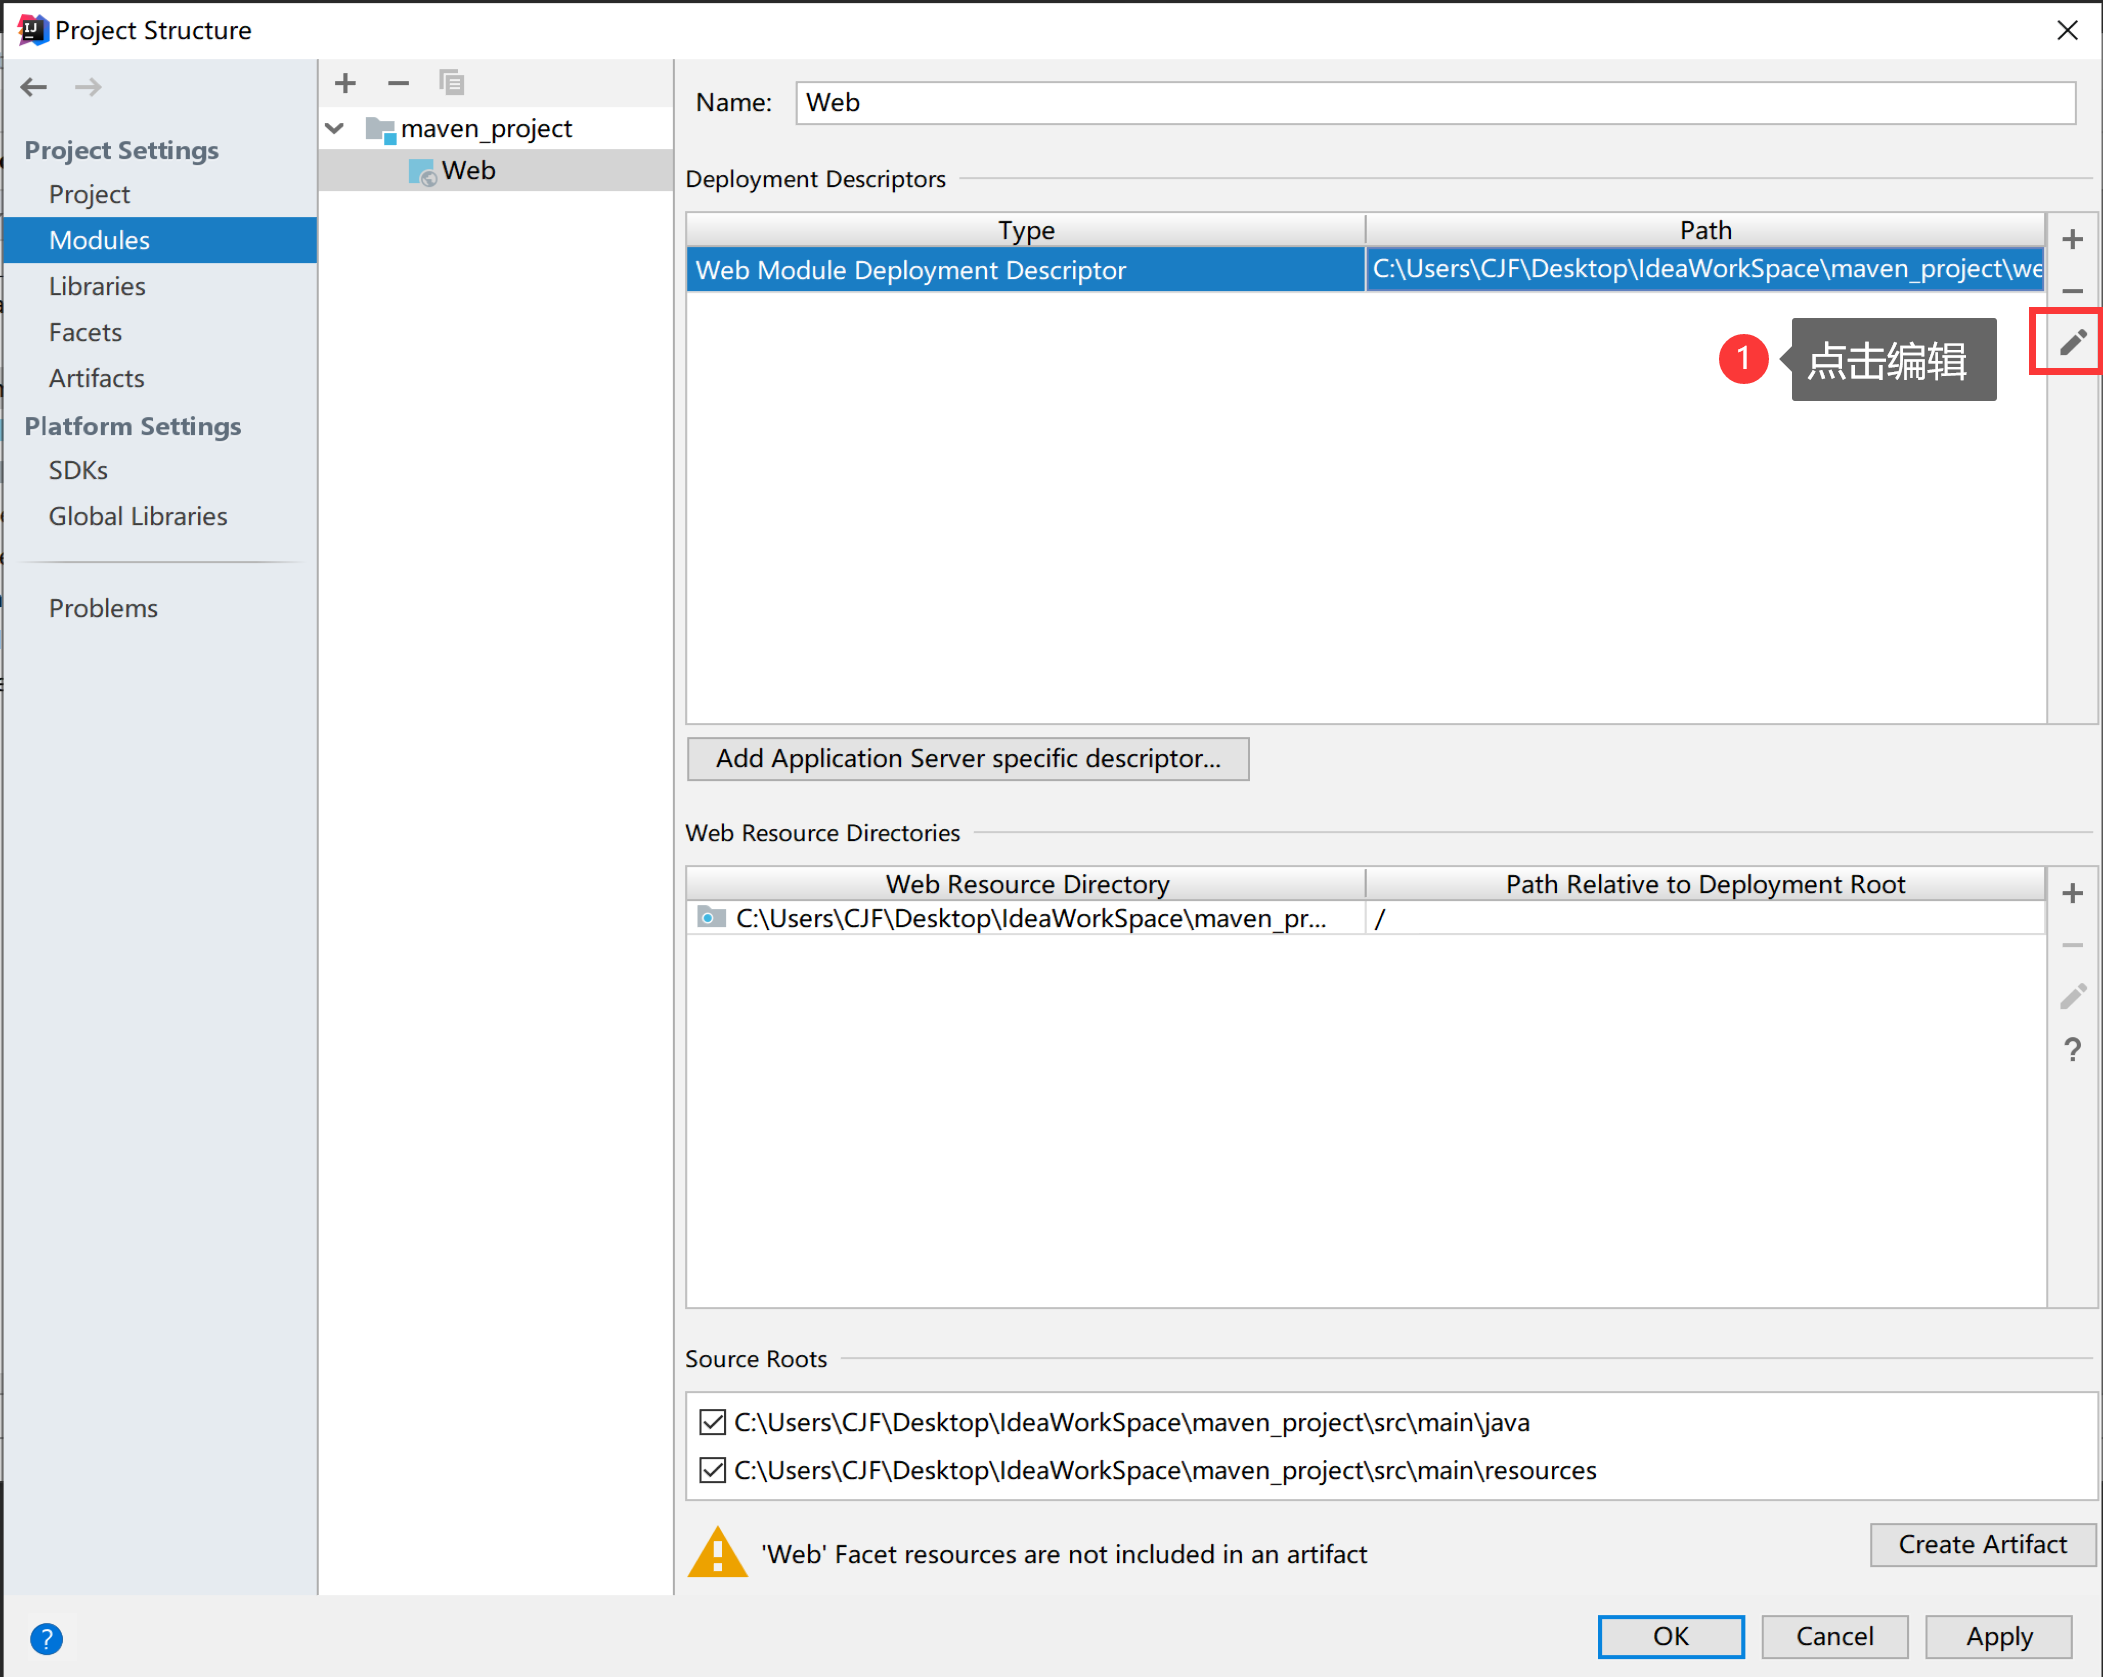 Project Structure
Project Settings
Project
Modules
Libraries
Facets
Artifacts
Platform Settings
SDKs
Global Libraries
Problems
maven_project
Web
Name: Web
Deployment Descriptors
Type Path
Web Module Deployment Descriptor C:\Users\CJF\Desktop\IdeaWorkSpace\maven_project\we
1 点击编辑
Add Application Server specific descriptor...
Web Resource Directories
Web Resource Directory Path Relative to Deployment Root
C:\Users\CJF\Desktop\IdeaWorkSpace\maven_pr... /
?
Source Roots
C:\Users\CJF\Desktop\IdeaWorkSpace\maven_project\src\main\java
C:\Users\CJF\Desktop\IdeaWorkSpace\maven_project\src\main\resources
'Web' Facet resources are not included in an artifact
Create Artifact
?
OK Cancel Apply